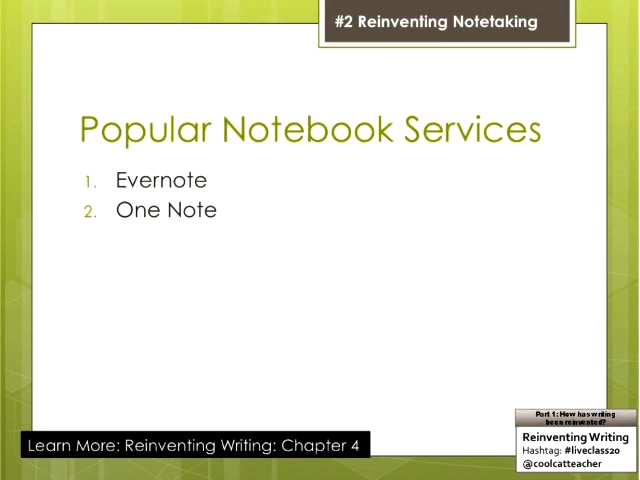 #2 Reinventing Notetaking
Popular Notebook Services
1. Evernote
2. One Note
Learn More: Reinventing Writing: Chapter 4
Part 1: How has writing
been reinvented?
Reinventing Writing
Hashtag: #liveclass20
@coolcatteacher